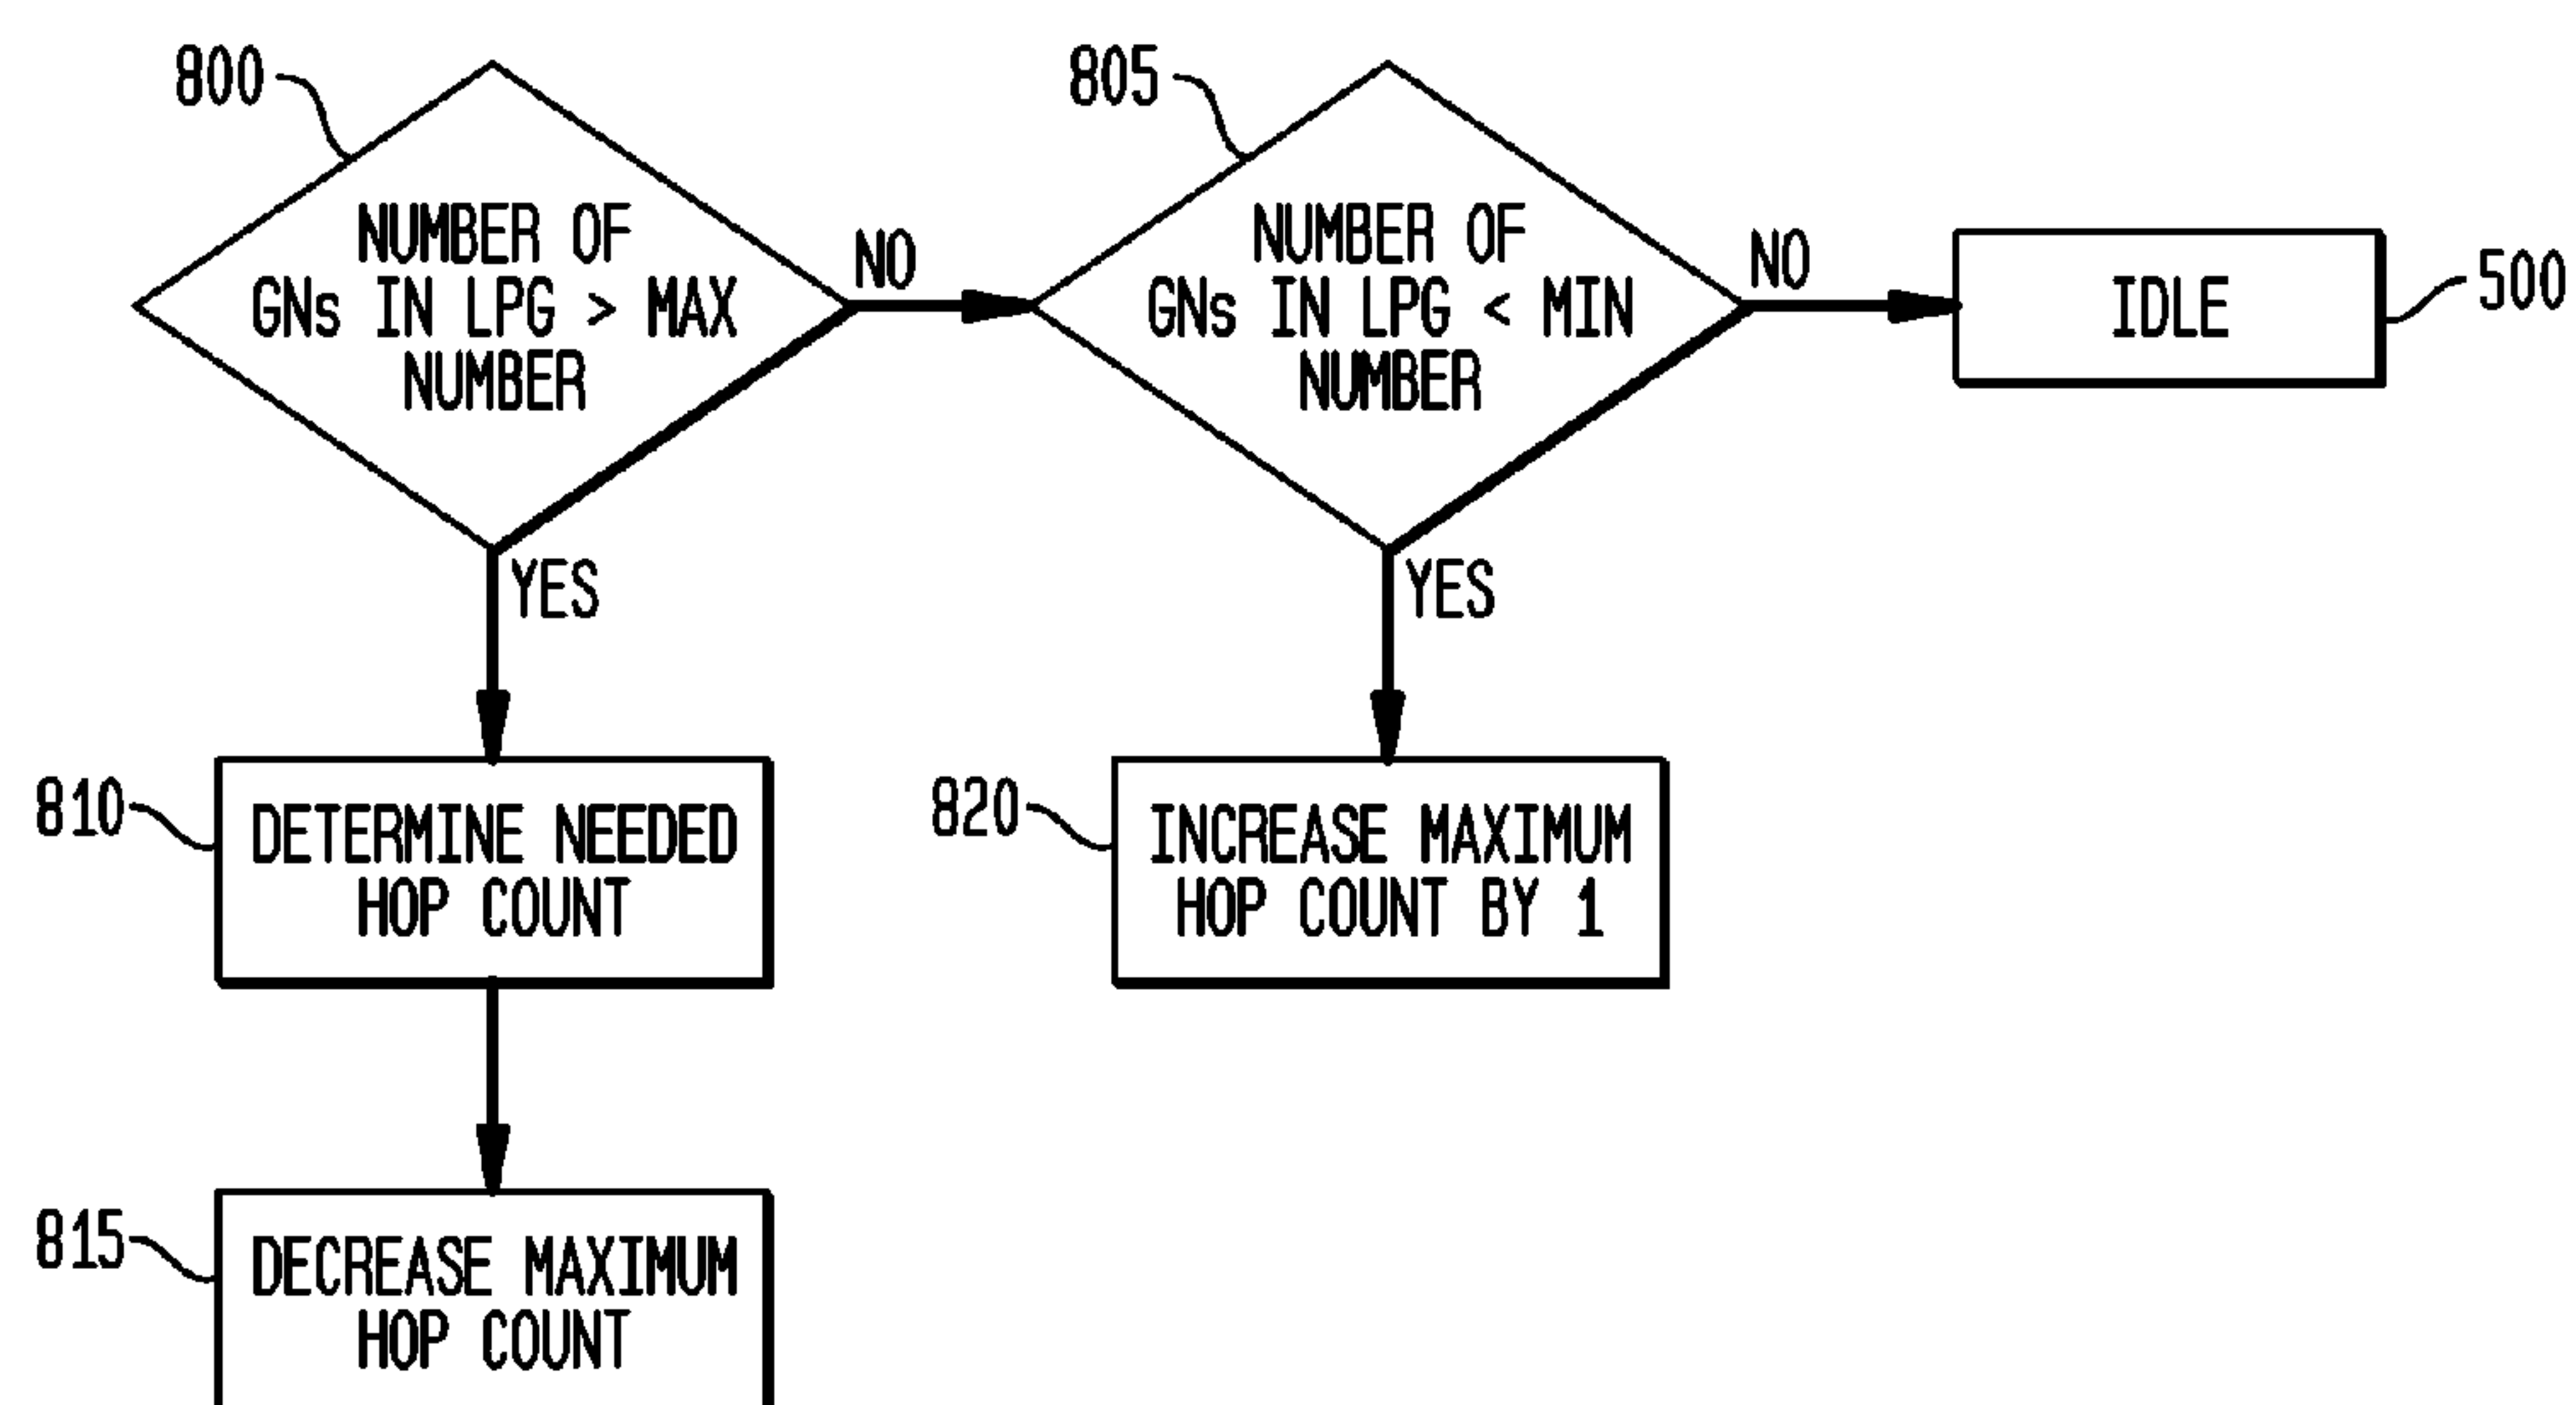 800
NUMBER OF
GNs IN LPG > MAX
NUMBER
NO
YES
805
NUMBER OF
GNs IN LPG < MIN
NUMBER
NO
YES
IDLE
500
810
DETERMINE NEEDED
HOP COUNT
820
INCREASE MAXIMUM
HOP COUNT BY 1
815
DECREASE MAXIMUM
HOP COUNT